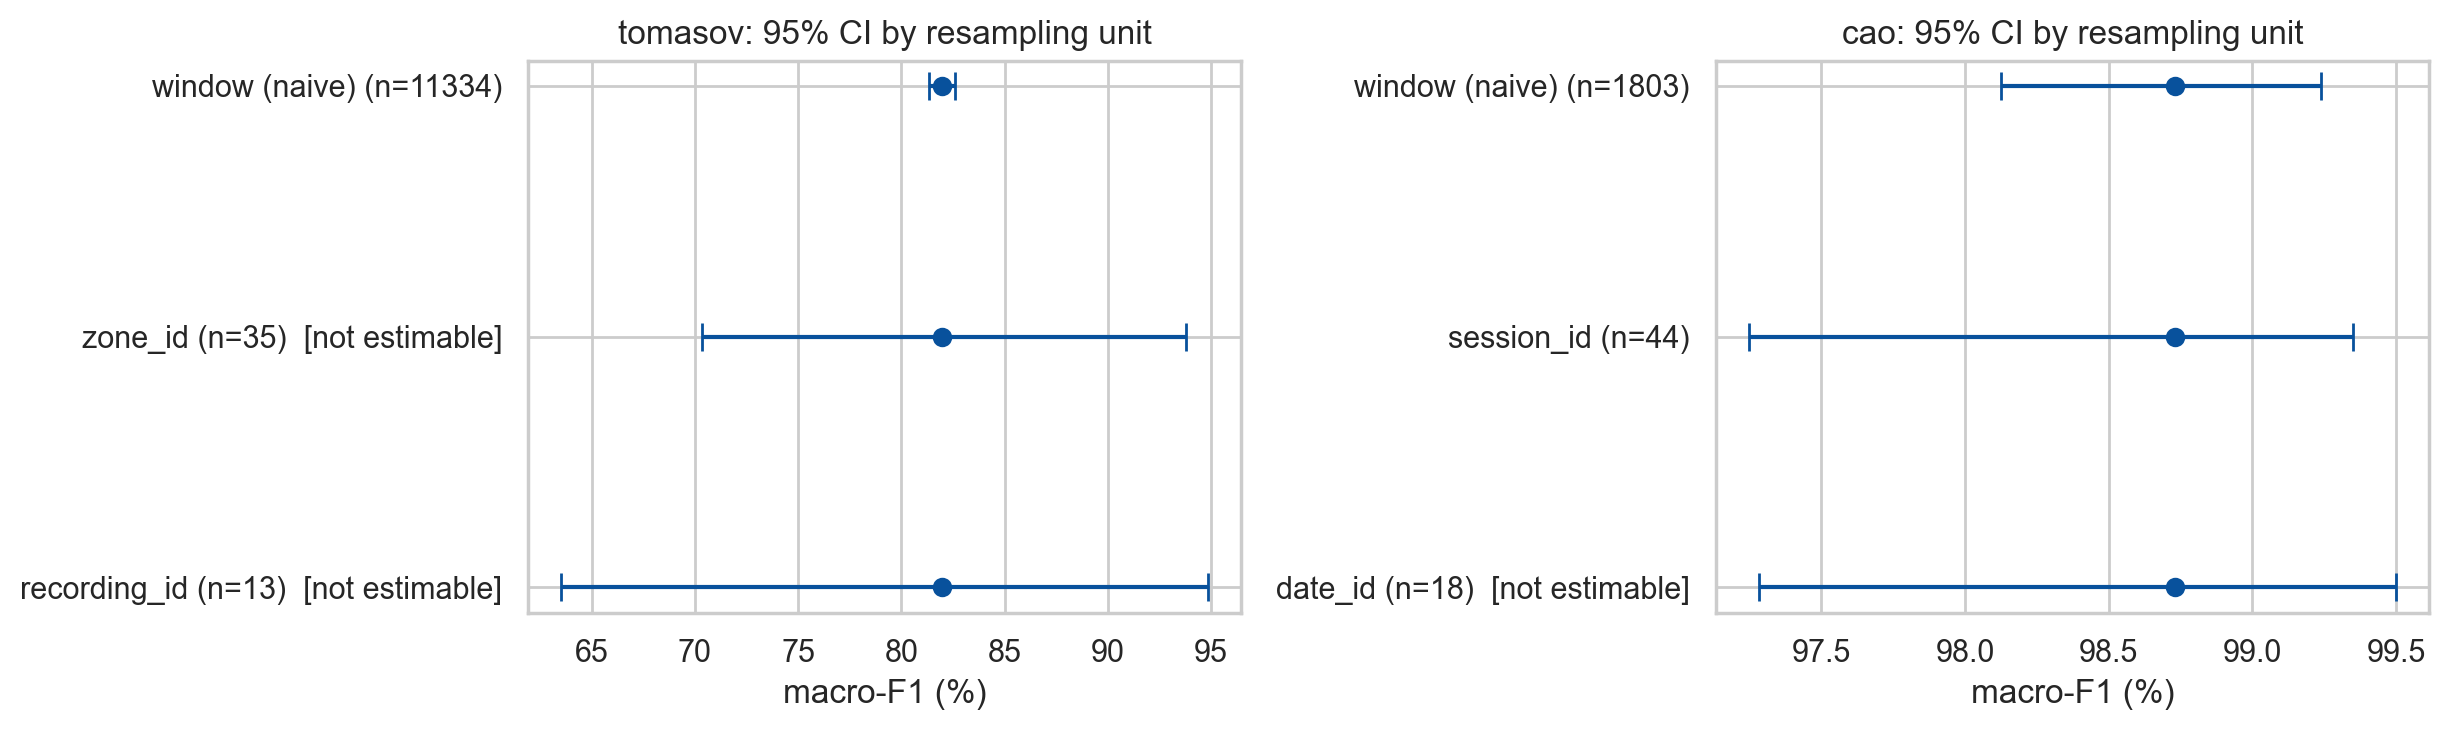 tomasov: 95% CI by resampling unit
window (naive) (n=11334)
zone_id (n=35)  [not estimable]
recording_id (n=13)  [not estimable]
65 70 75 80 85 90 95
macro-F1 (%)
cao: 95% CI by resampling unit
window (naive) (n=1803)
session_id (n=44)
date_id (n=18)  [not estimable]
97.5 98.0 98.5 99.0 99.5
macro-F1 (%)